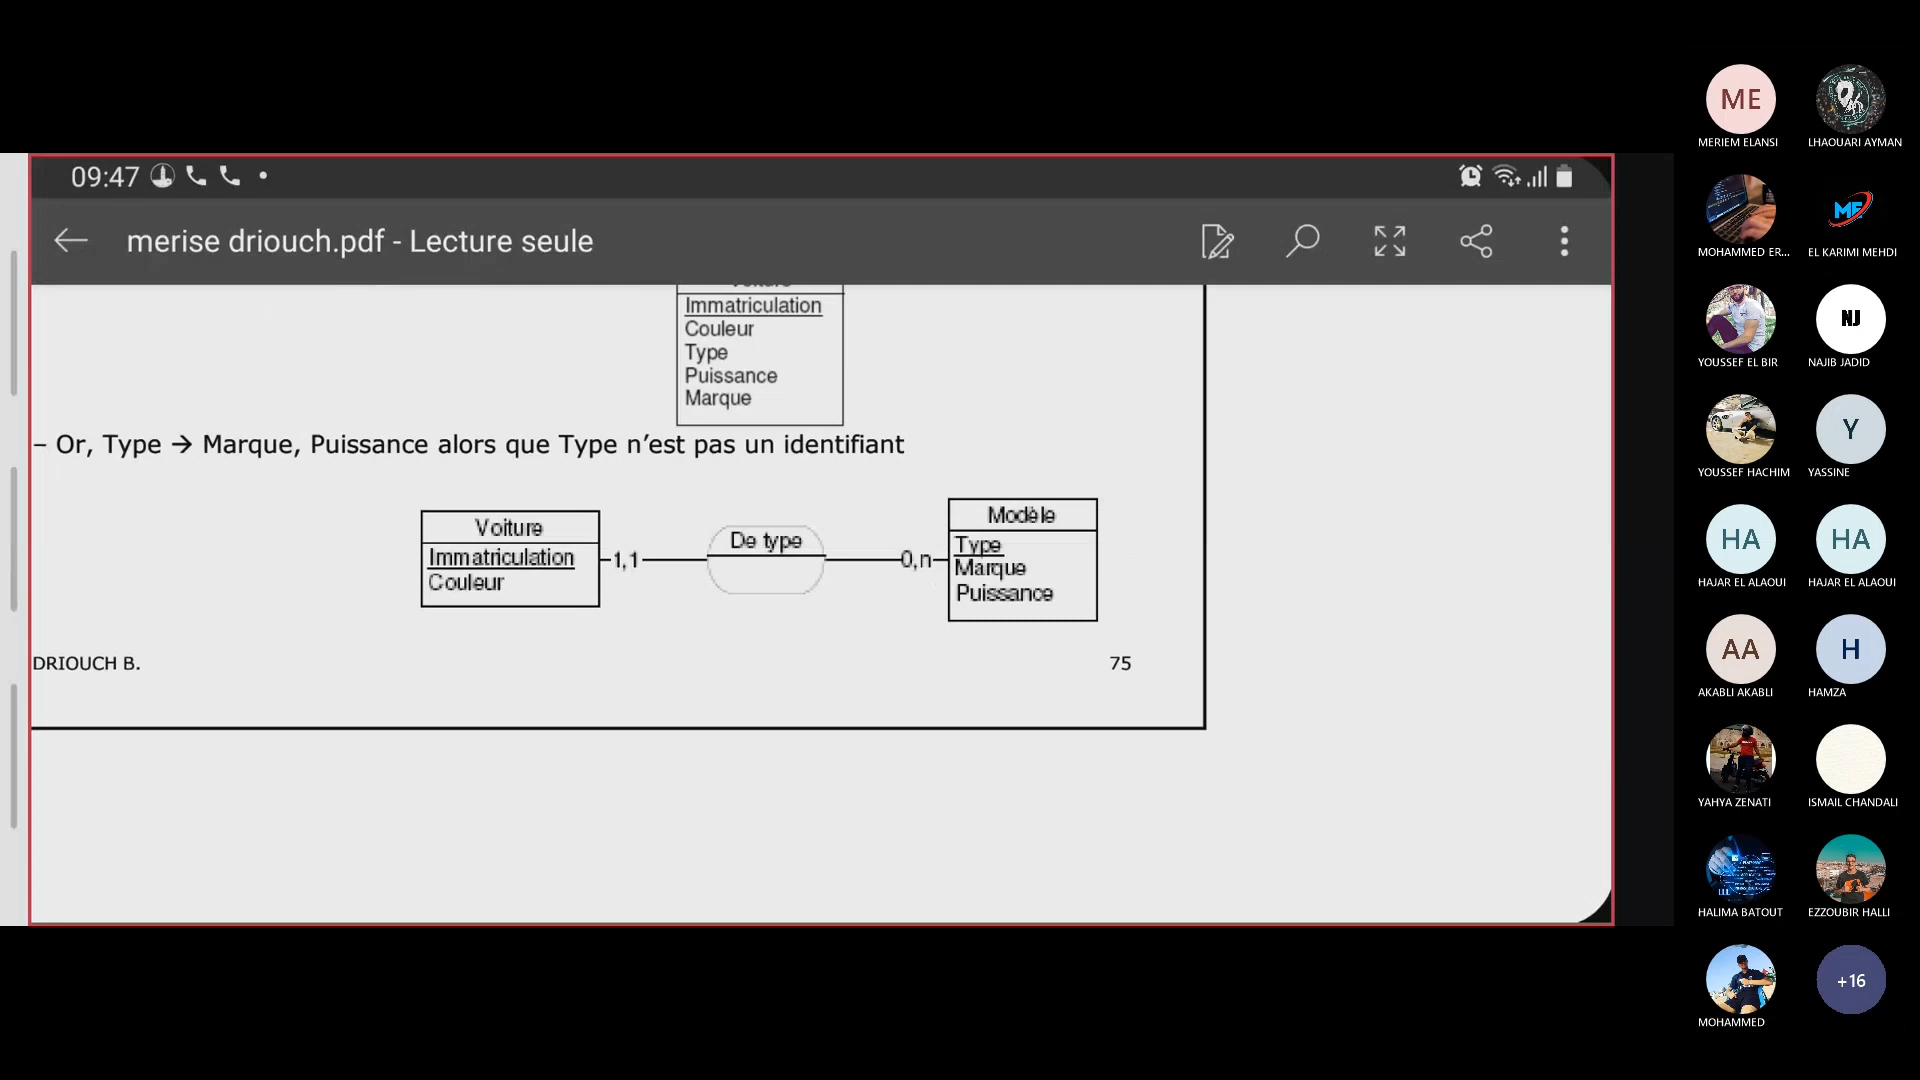 09:47
merise driouch.pdf - Lecture seule
Voiture
Immatriculation
Couleur
Type
Puissance
Marque
– Or, Type → Marque, Puissance alors que Type n’est pas un identifiant
Voiture
Immatriculation
Couleur
1,1
De type
0,n
Modèle
Type
Marque
Puissance
DRIOUCH B.
75
ME
MERIEM ELANSI
LHAOUARI AYMAN
MOHAMMED ER...
ME
EL KARIMI MEHDI
YOUSSEF EL BIR
NJ
NAJIB JADID
YOUSSEF HACHIM
Y
YASSINE
HA
HAJAR EL ALAOUI
HA
HAJAR EL ALAOUI
AA
AKABLI AKABLI
H
HAMZA
YAHYA ZENATI
ISMAIL CHANDALI
HALIMA BATOUT
EZZOUBIR HALLI
MOHAMMED
+16